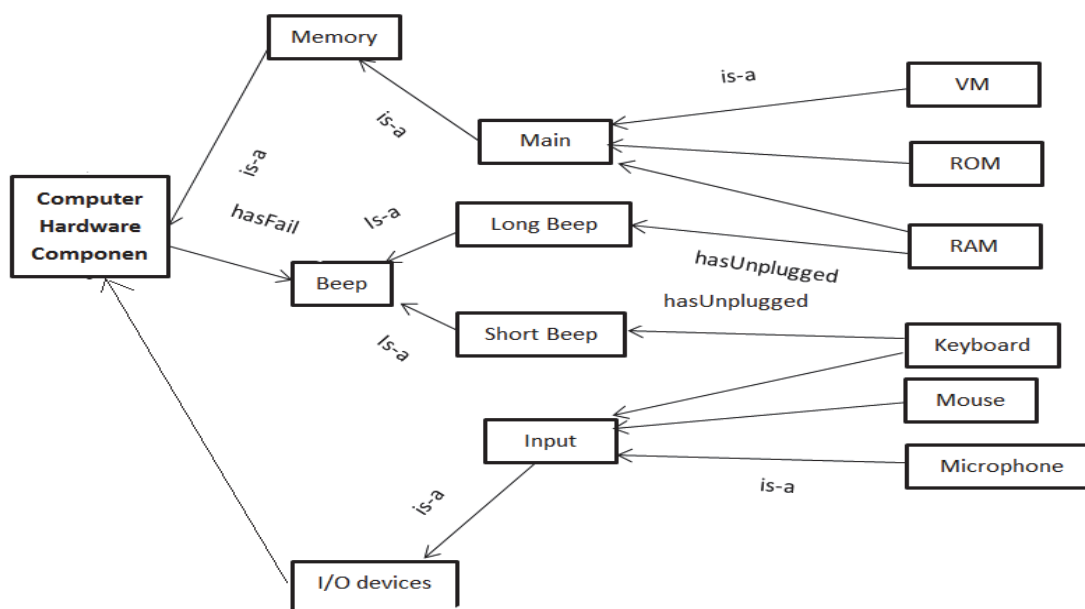 Memory
is-a
VM
is-a
Main
ROM
is-a
Computer
Hardware
Componen
hasFail
Is-a
Long Beep
RAM
hasUnplugged
Beep
hasUnplugged
Short Beep
Is-a
Keyboard
Mouse
Input
Microphone
is-a
is-a
I/O devices